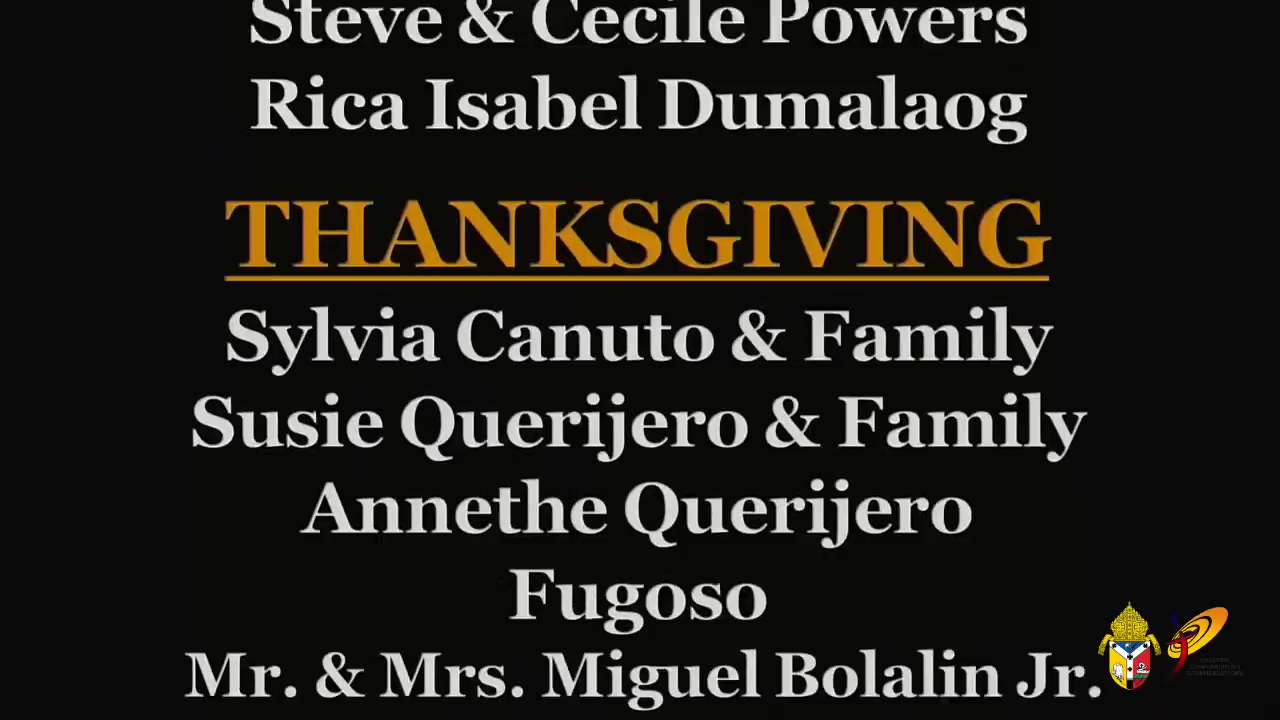 Steve & Cecile Powers
Rica Isabel Dumalaog
THANKSGIVING
Sylvia Canuto & Family
Susie Querijero & Family
Annethe Querijero
Fugoso
Mr. & Mrs. Miguel Bolalin Jr.